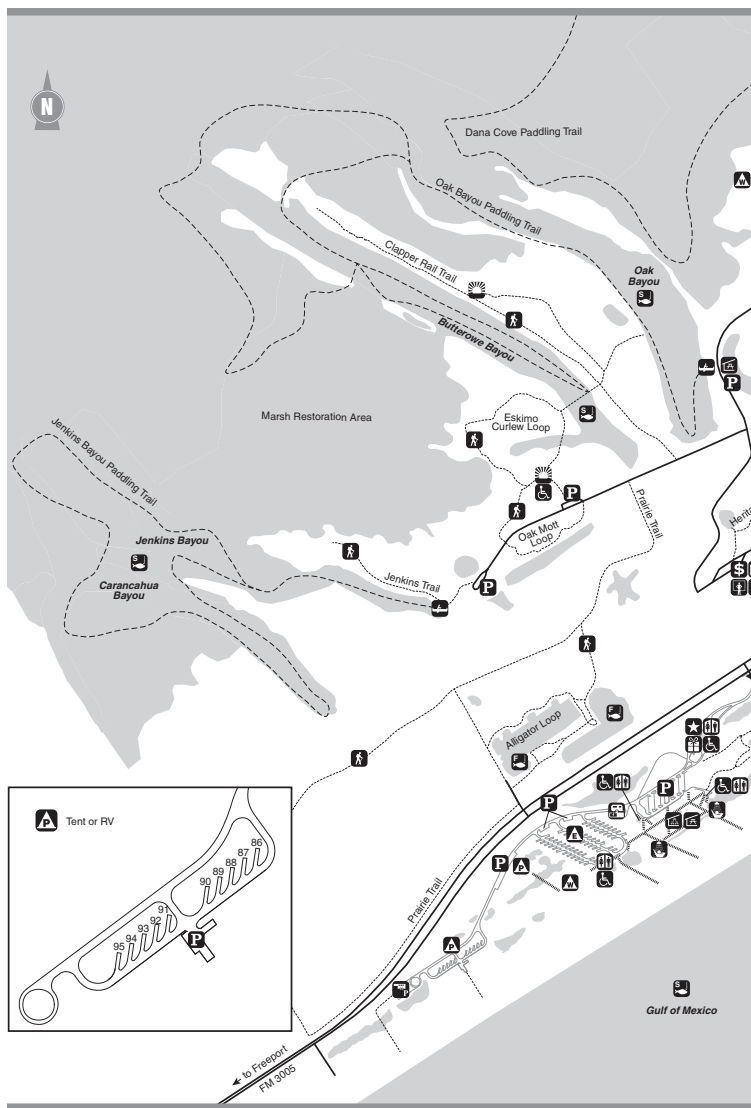 N
Dana Cove Paddling Trail
W
Oak Bayou Paddling Trail
Clapper Rail Trail
Oak
Bayou
S
Butterowe Bayou
P
S
Marsh Restoration Area
Eskimo
Curlew Loop
Jenkins Bayou Paddling Trail
P
Prairie Trail
Oak Mott
Loop
Herita
Jenkins Bayou
S
Carancahua
Bayou
Jenkins Trail
P
$
F
Alligator Loop
F
P
P
Tent or RV
P
E
P
P
W
86
87
88
89
90
91
92
93
94
95
P
Prairie Trail
P
P
S
Gulf of Mexico
to Freeport
FM 3005